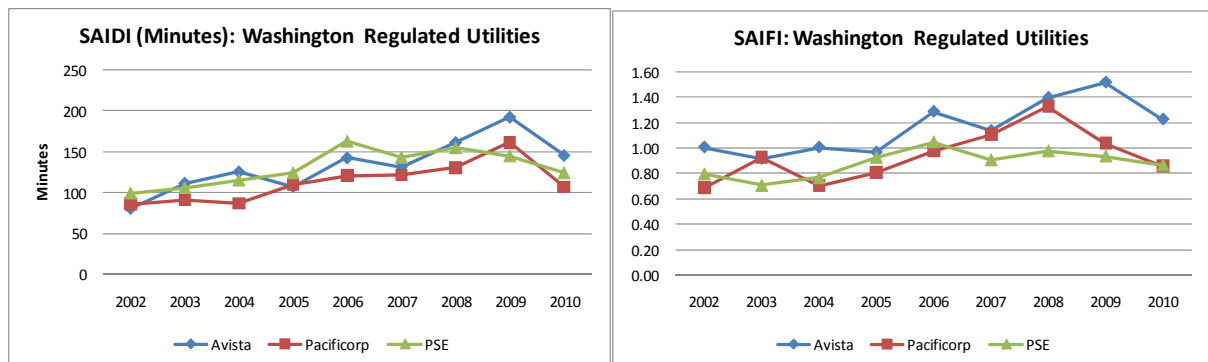 SAIDI (Minutes): Washington Regulated Utilities
250
200
150
100
50
0
Minutes
2002 2003 2004 2005 2006 2007 2008 2009 2010
Avista Pacificorp PSE
SAIFI: Washington Regulated Utilities
1.60
1.40
1.20
1.00
0.80
0.60
0.40
0.20
0.00
2002 2003 2004 2005 2006 2007 2008 2009 2010
Avista Pacificorp PSE